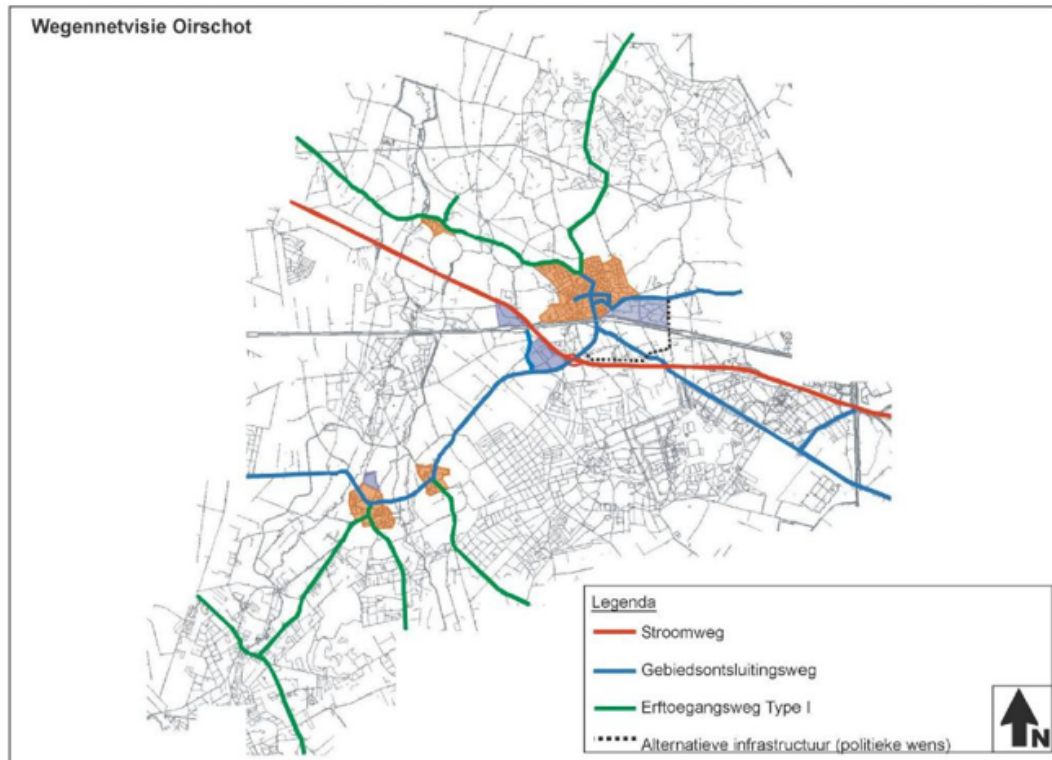 Wegennetvisie Oirschot
Legenda
Stroomweg
Gebiedsontsluitingsweg
Erftoegangsweg Type I
Alternatieve infrastructuur (politieke wens)
N